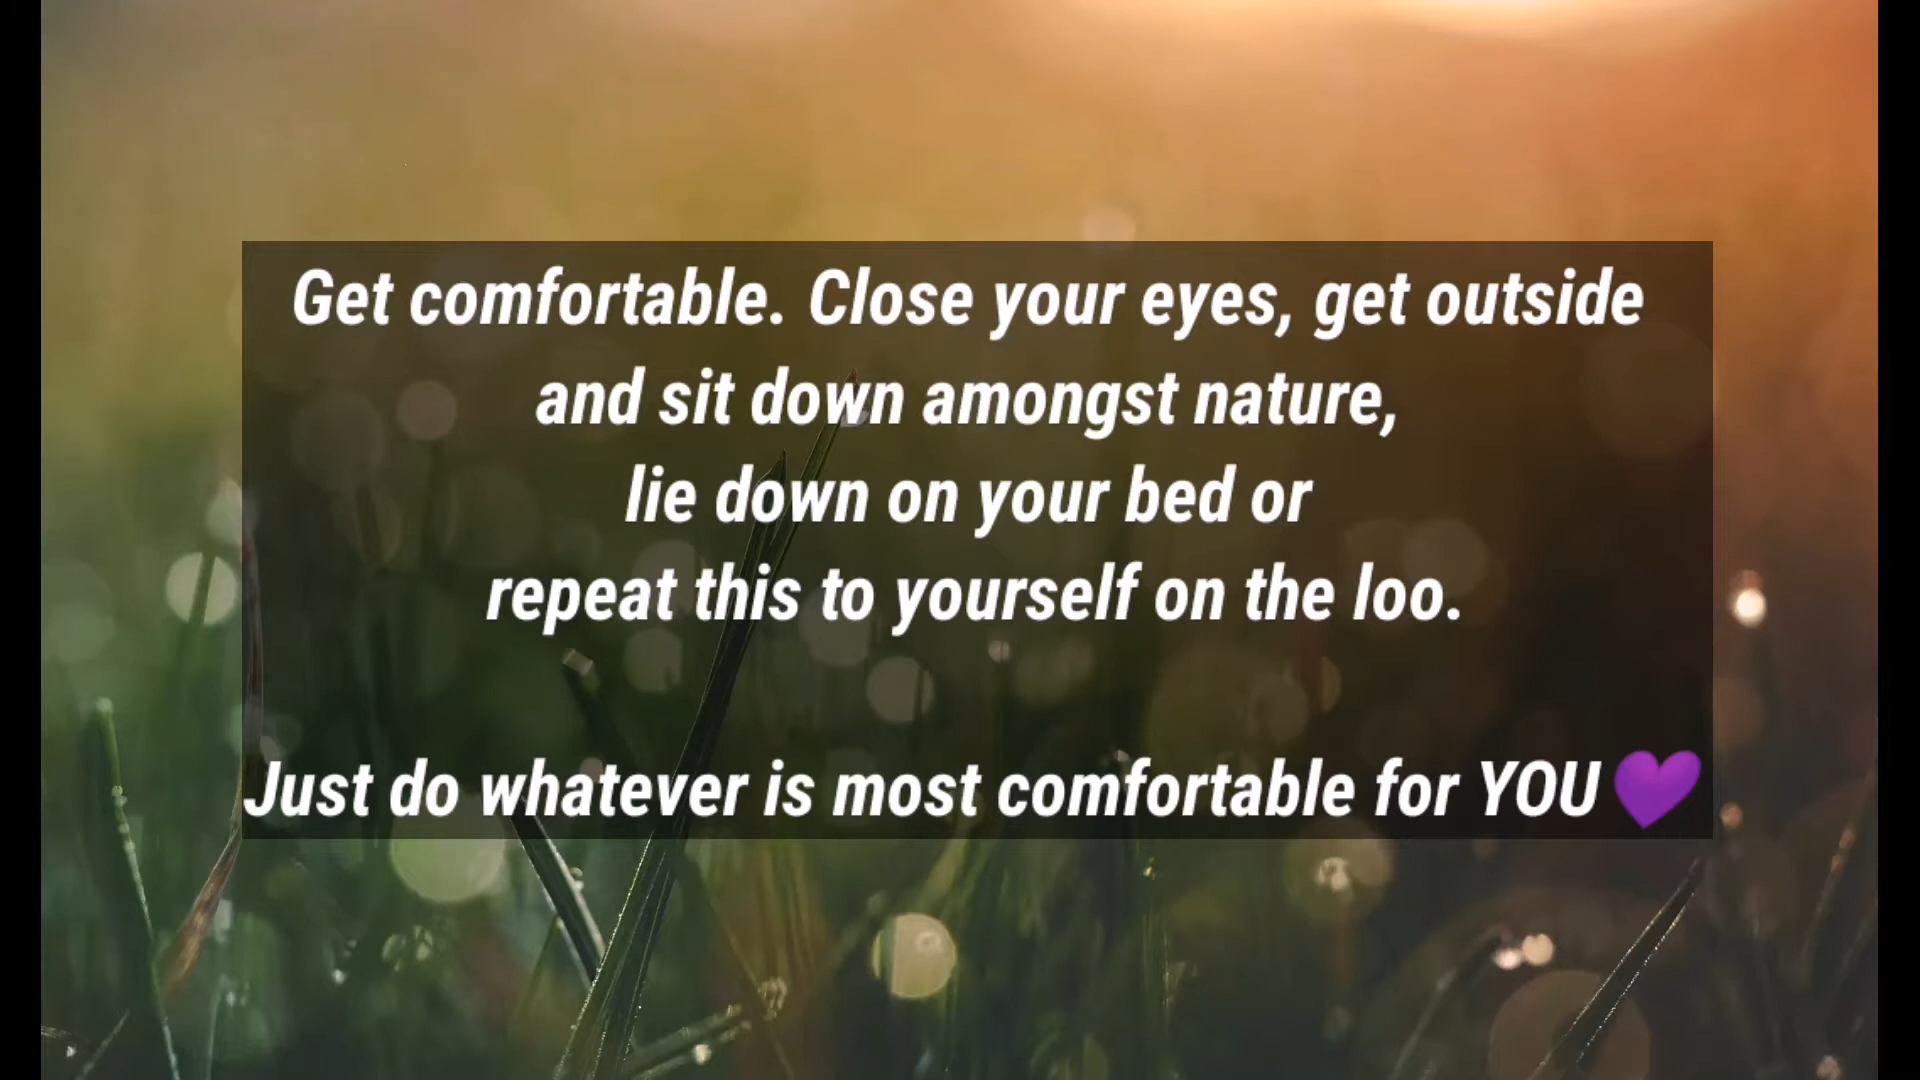 Get comfortable. Close your eyes, get outside
and sit down amongst nature,
lie down on your bed or
repeat this to yourself on the loo.
Just do whatever is most comfortable for YOU💜